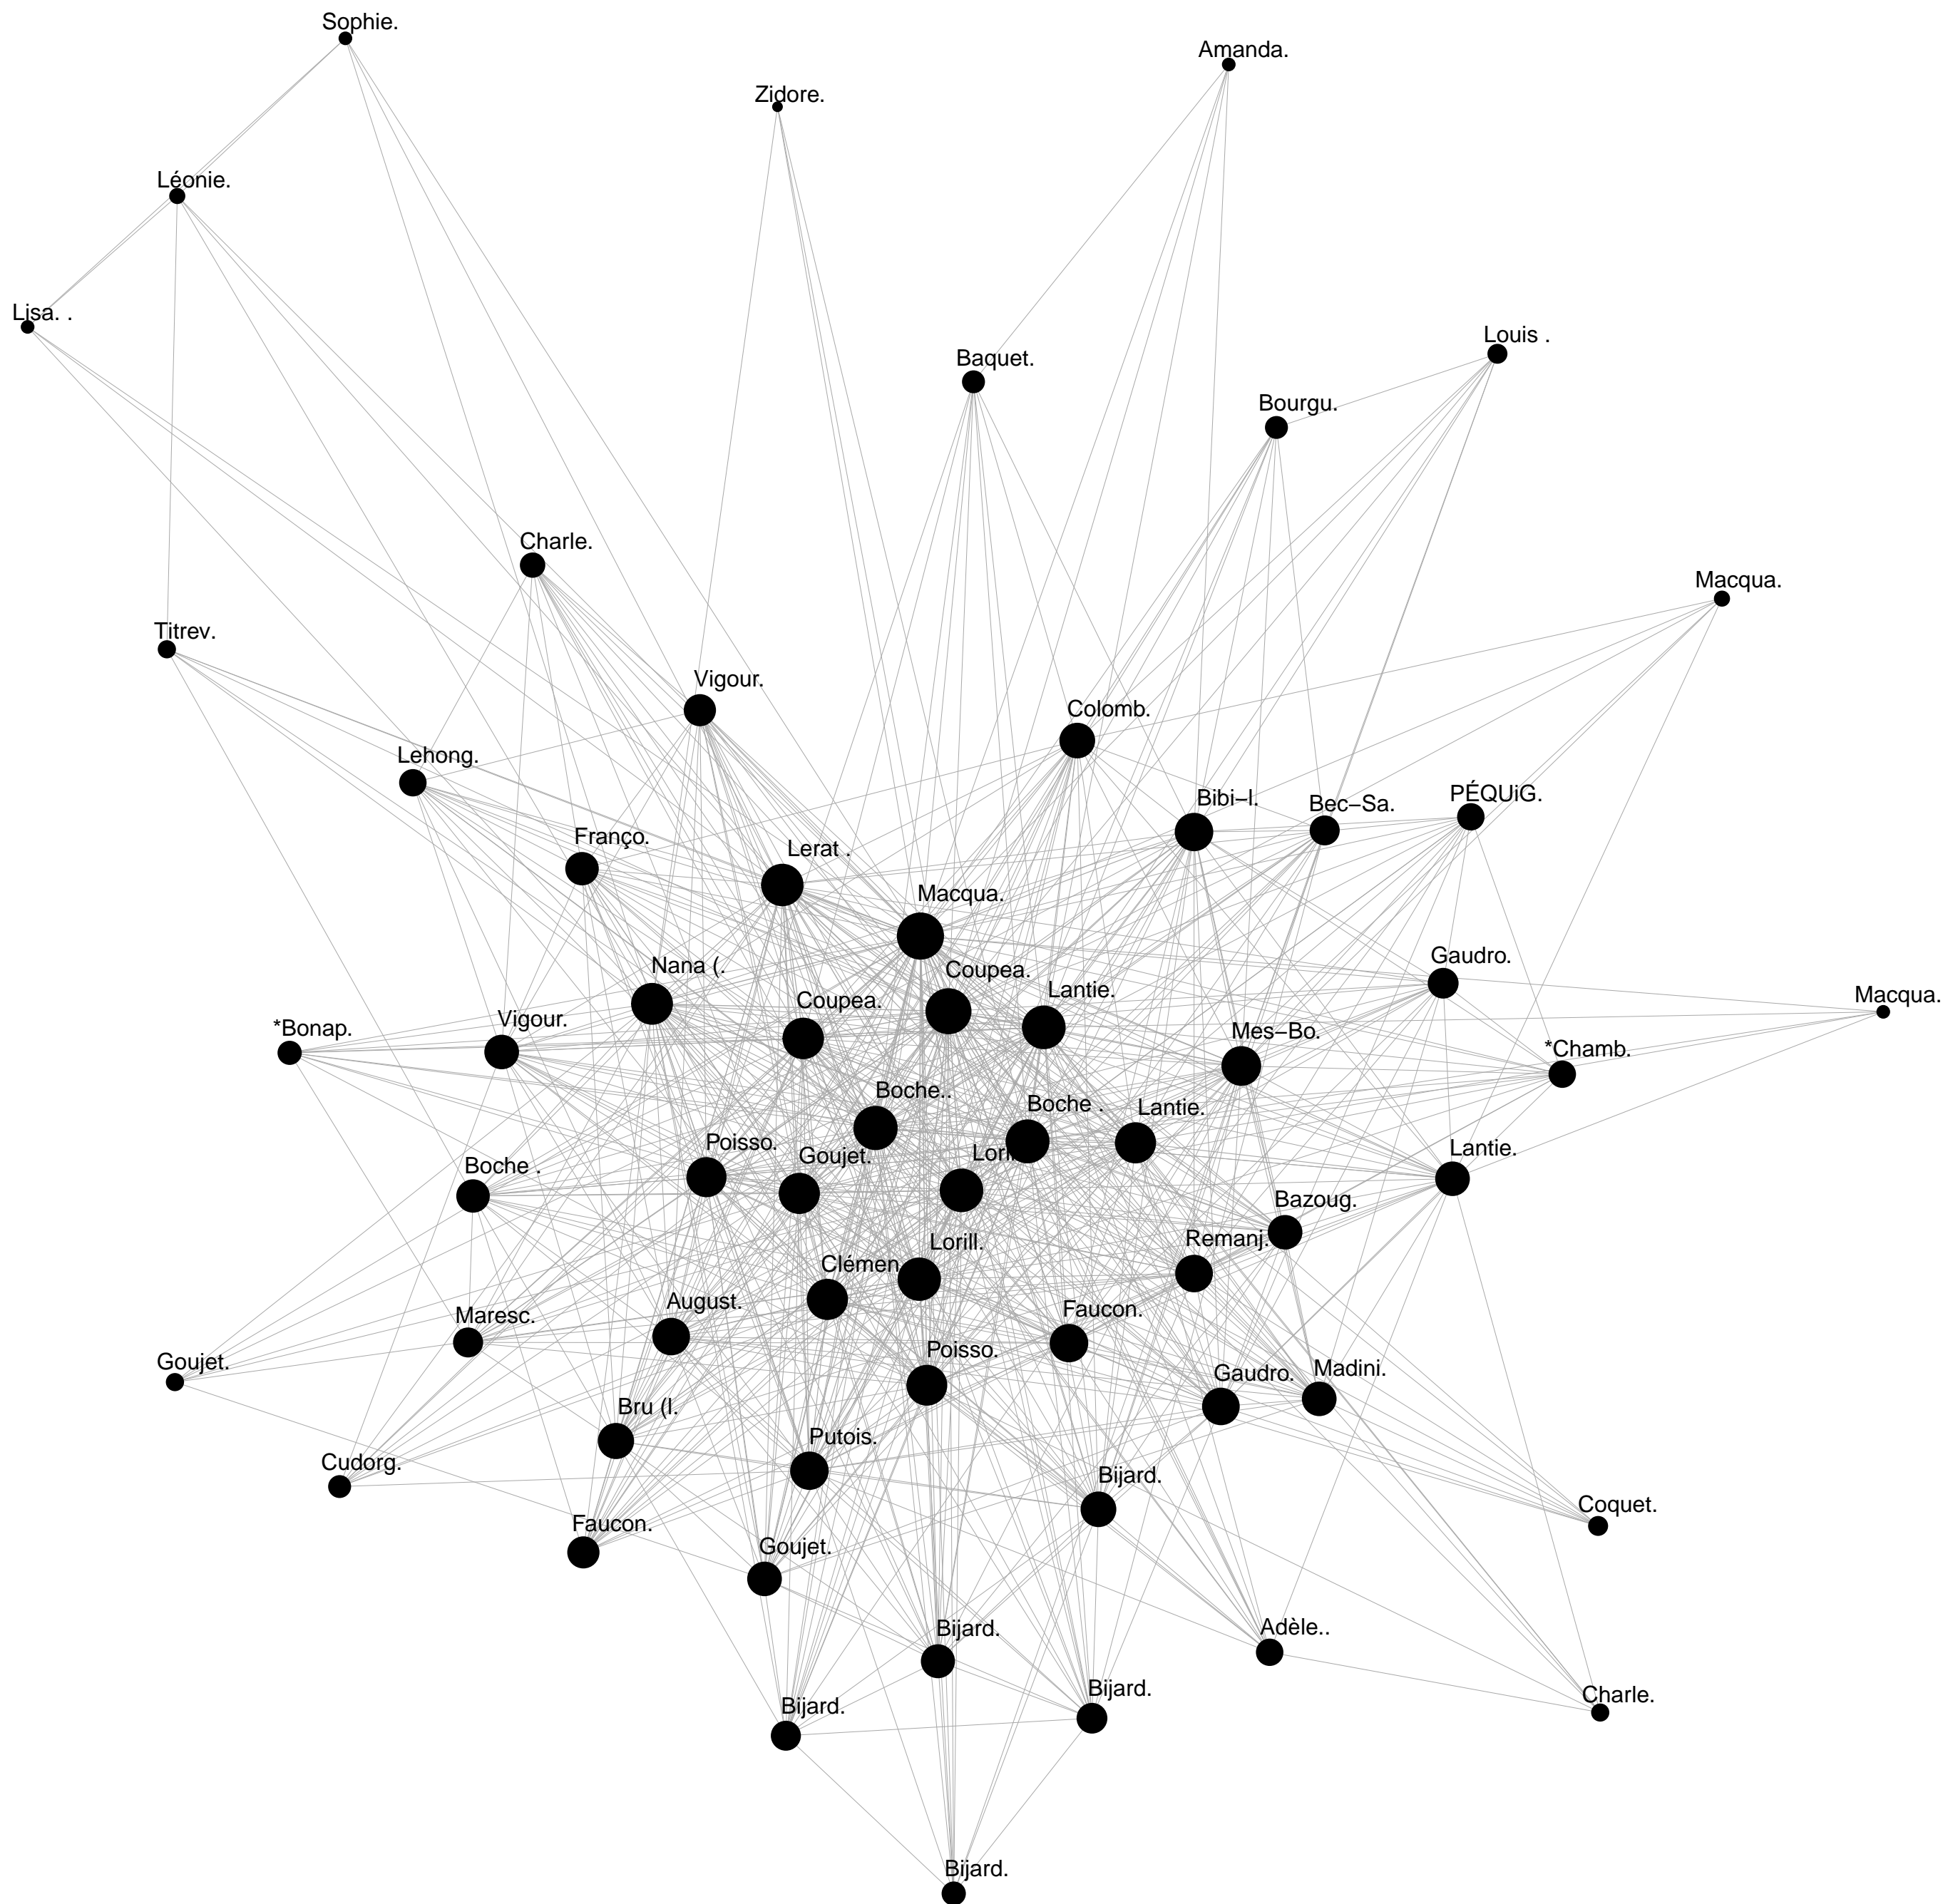 Sophie.
Amanda.
Zidore.
Léonie.
Lisa. .
Louis .
Baquet.
Bourgu.
Charle.
Macqua.
Titrev.
Vigour.
Colomb.
Lehong.
Bibi–l.
Bec–Sa.
PÉQUiG.
Franço.
Lerat .
Macqua.
Gaudro.
Nana (.
Coupea.
Lantie.
Macqua.
Coupea.
Vigour.
*Bonap.
Mes–Bo.
*Chamb.
Boche..
Boche .
Lantie.
Poisso.
Goujet.
Lantie.
Boche .
Bazoug.
Remanj.
Lorill.
Clémen
August.
Maresc.
Faucon.
Goujet.
Poisso.
Gaudro.
Madini.
Bru (l.
Putois.
Cudorg.
Bijard.
Coquet.
Faucon.
Goujet.
Bijard.
Adèle..
Bijard.
Bijard.
Charle.
Bijard.